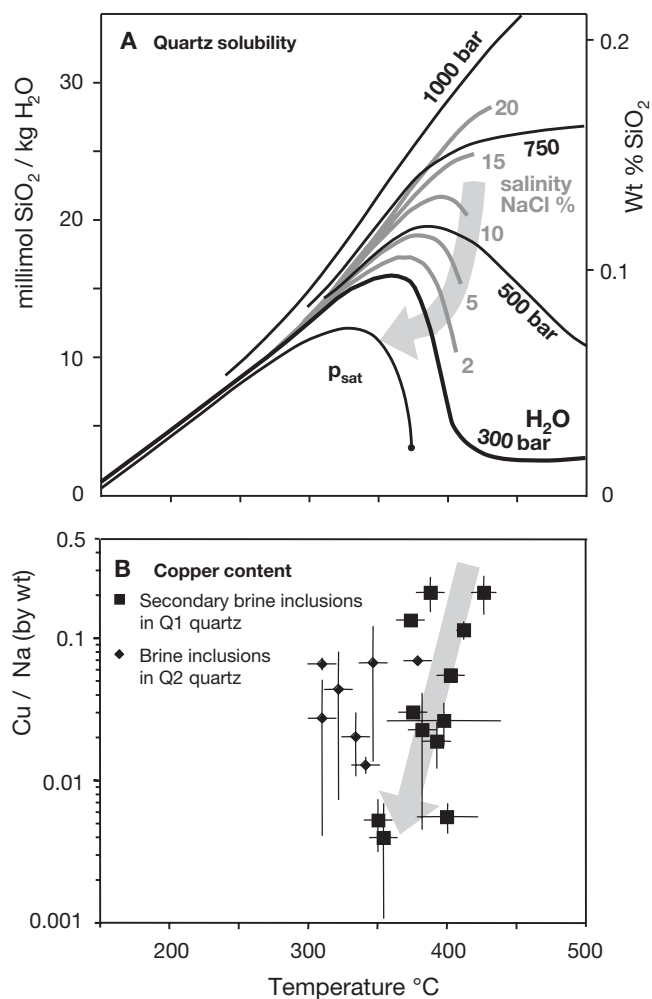 A Quartz solubility
millimol SiO₂ / kg H₂O
Wt % SiO₂
30
20
10
0
0.2
0.1
0
1000 bar
20
750
15
salinity
NaCl %
10
500 bar
5
2
p_sat
H₂O
300 bar
B Copper content
Secondary brine inclusions
in Q1 quartz
Brine inclusions
in Q2 quartz
Cu / Na (by wt)
0.5
0.1
0.01
0.001
200
300
400
500
Temperature °C